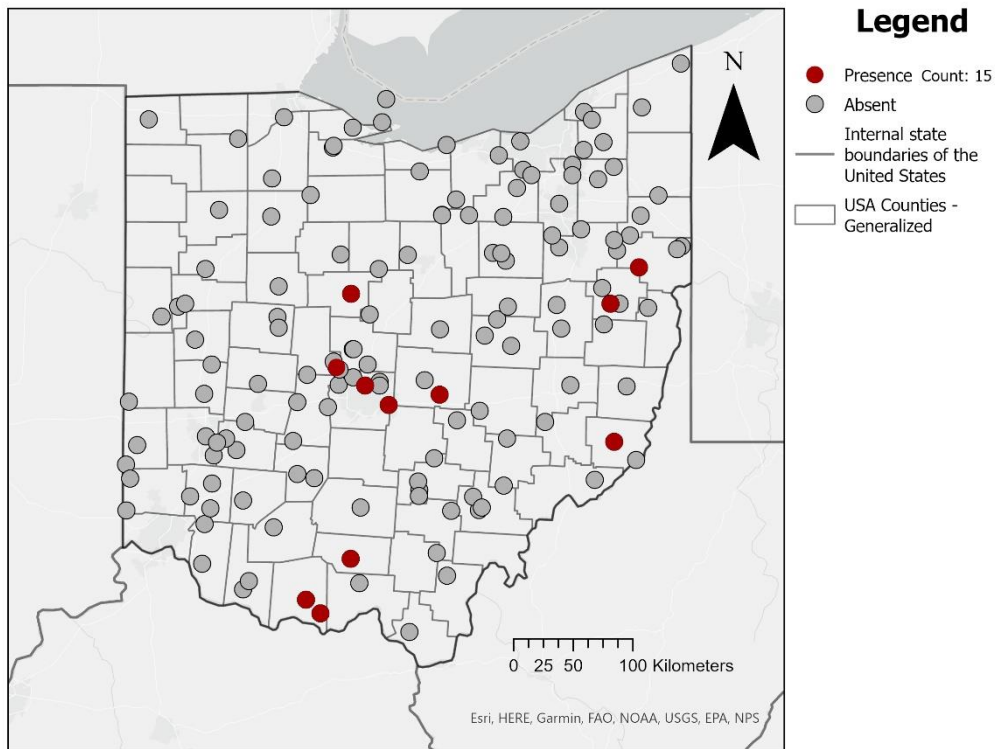 Legend
Presence Count: 15
Absent
Internal state
boundaries of the
United States
USA Counties -
Generalized
N
0 25 50 100 Kilometers
Esri, HERE, Garmin, FAO, NOAA, USGS, EPA, NPS